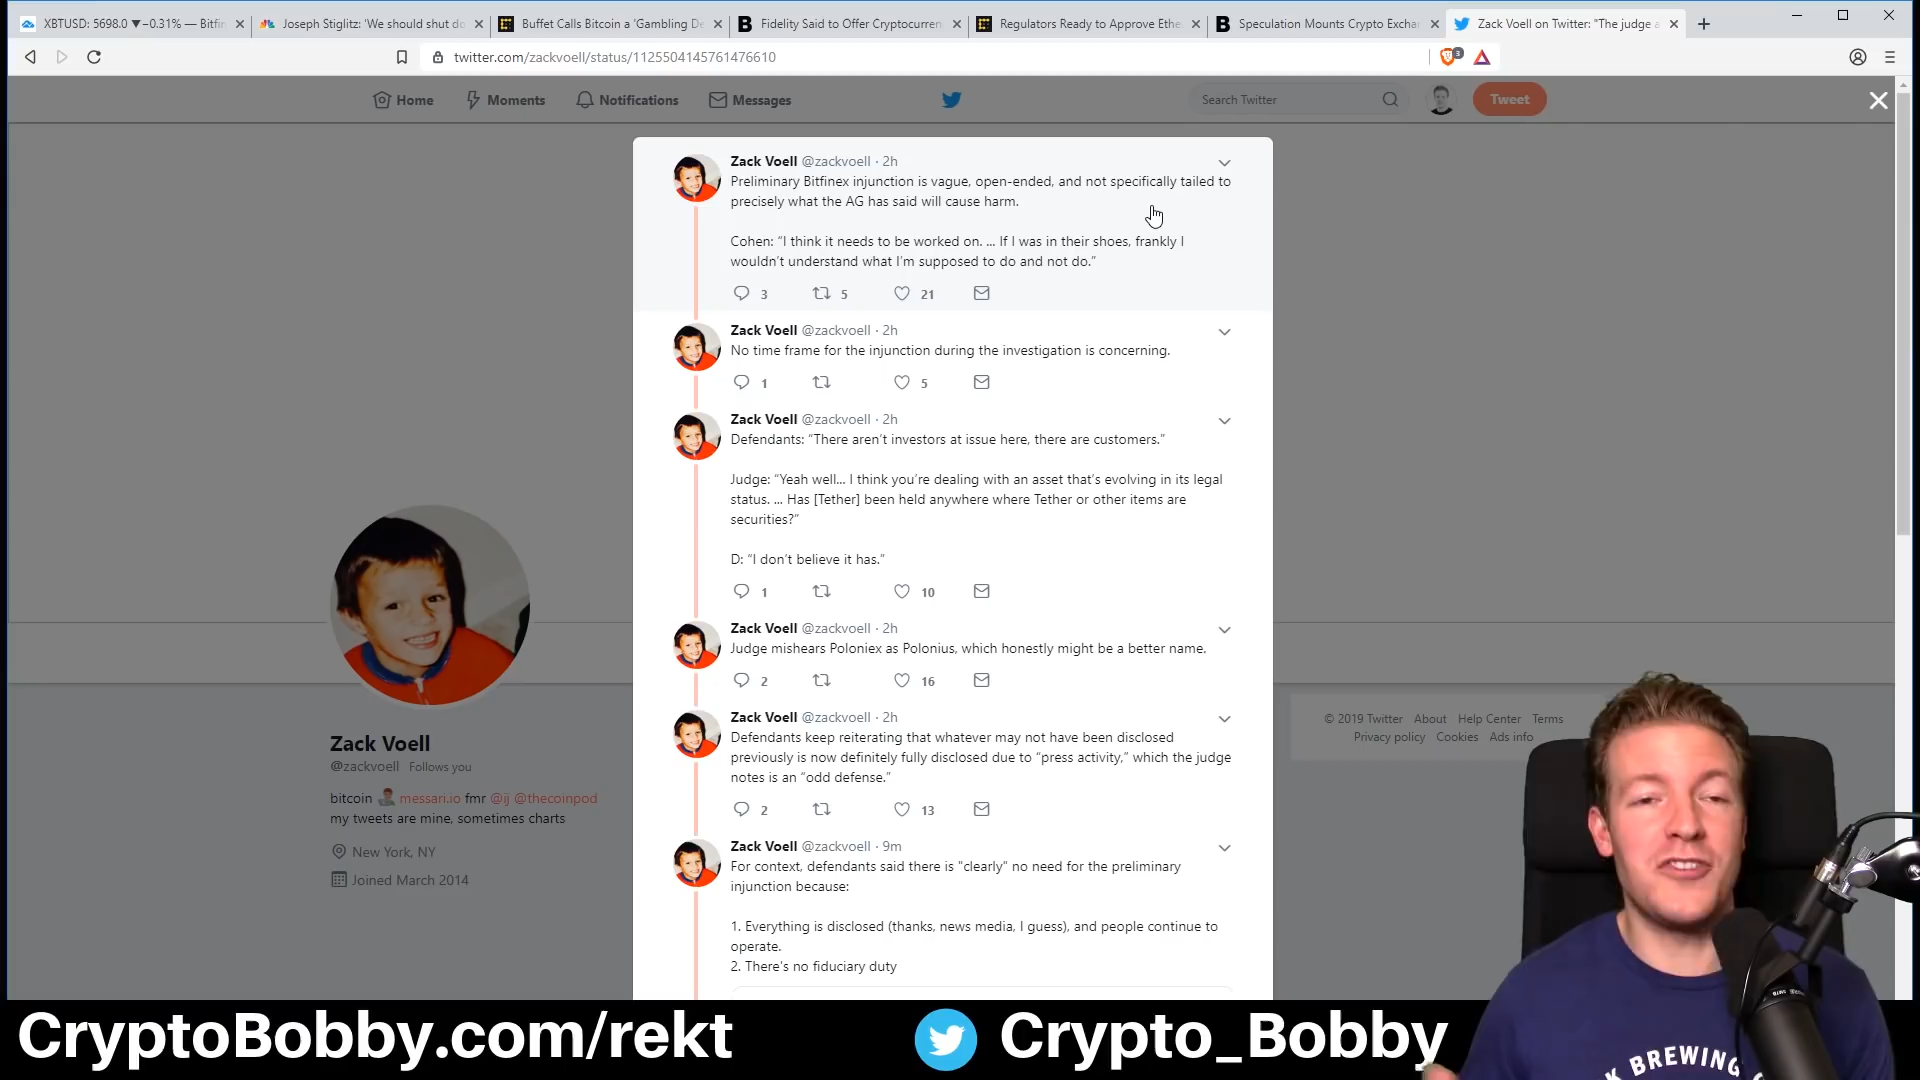 XBTUSD: 5698.0 ▼−0.31% — Bitfin
Joseph Stiglitz: 'We should shut do
Buffet Calls Bitcoin a 'Gambling De
Fidelity Said to Offer Cryptocurren
Regulators Ready to Approve Ethe
Speculation Mounts Crypto Exchan
Zack Voell on Twitter: "The judge a
twitter.com/zackvoell/status/1125504145761476610
3
Home
Moments
Notifications
Messages
Search Twitter
Tweet
Zack Voell @zackvoell · 2h
Preliminary Bitfinex injunction is vague, open-ended, and not specifically tailed to
precisely what the AG has said will cause harm.
Cohen: “I think it needs to be worked on. ... If I was in their shoes, frankly I
wouldn’t understand what I’m supposed to do and not do.”
3 5 21
Zack Voell @zackvoell · 2h
No time frame for the injunction during the investigation is concerning.
1 5
Zack Voell @zackvoell · 2h
Defendants: “There aren’t investors at issue here, there are customers.”
Judge: “Yeah well... I think you’re dealing with an asset that’s evolving in its legal
status. ... Has [Tether] been held anywhere where Tether or other items are
securities?”
D: “I don’t believe it has.”
1 10
Zack Voell @zackvoell · 2h
Judge mishears Poloniex as Polonius, which honestly might be a better name.
2 16
Zack Voell @zackvoell · 2h
Defendants keep reiterating that whatever may not have been disclosed
previously is now definitely fully disclosed due to “press activity,” which the judge
notes is an “odd defense.”
2 13
Zack Voell @zackvoell · 9m
For context, defendants said there is "clearly" no need for the preliminary
injunction because:
1. Everything is disclosed (thanks, news media, I guess), and people continue to
operate.
2. There's no fiduciary duty
Zack Voell
@zackvoell Follows you
bitcoin messari.io fmr @ij @thecoinpod
my tweets are mine, sometimes charts
New York, NY
Joined March 2014
© 2019 Twitter About Help Center Terms
Privacy policy Cookies Ads info
CryptoBobby.com/rekt
Crypto_Bobby
K BREWING